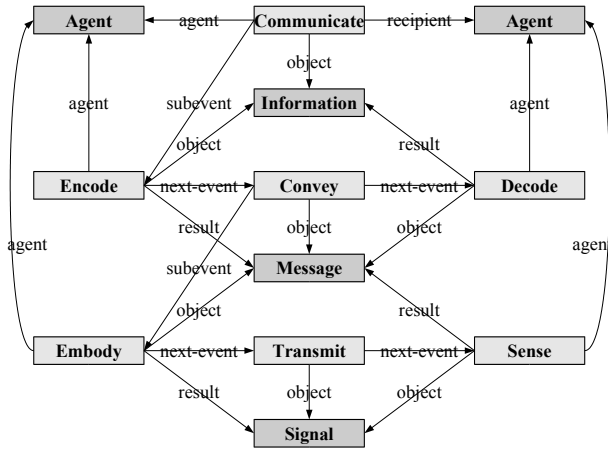 Agent
agent
Communicate
recipient
Agent
object
agent
subevent
Information
agent
object
result
Encode
next-event
Convey
next-event
Decode
result
object
object
agent
subevent
Message
agent
object
result
Embody
next-event
Transmit
next-event
Sense
result
object
object
Signal